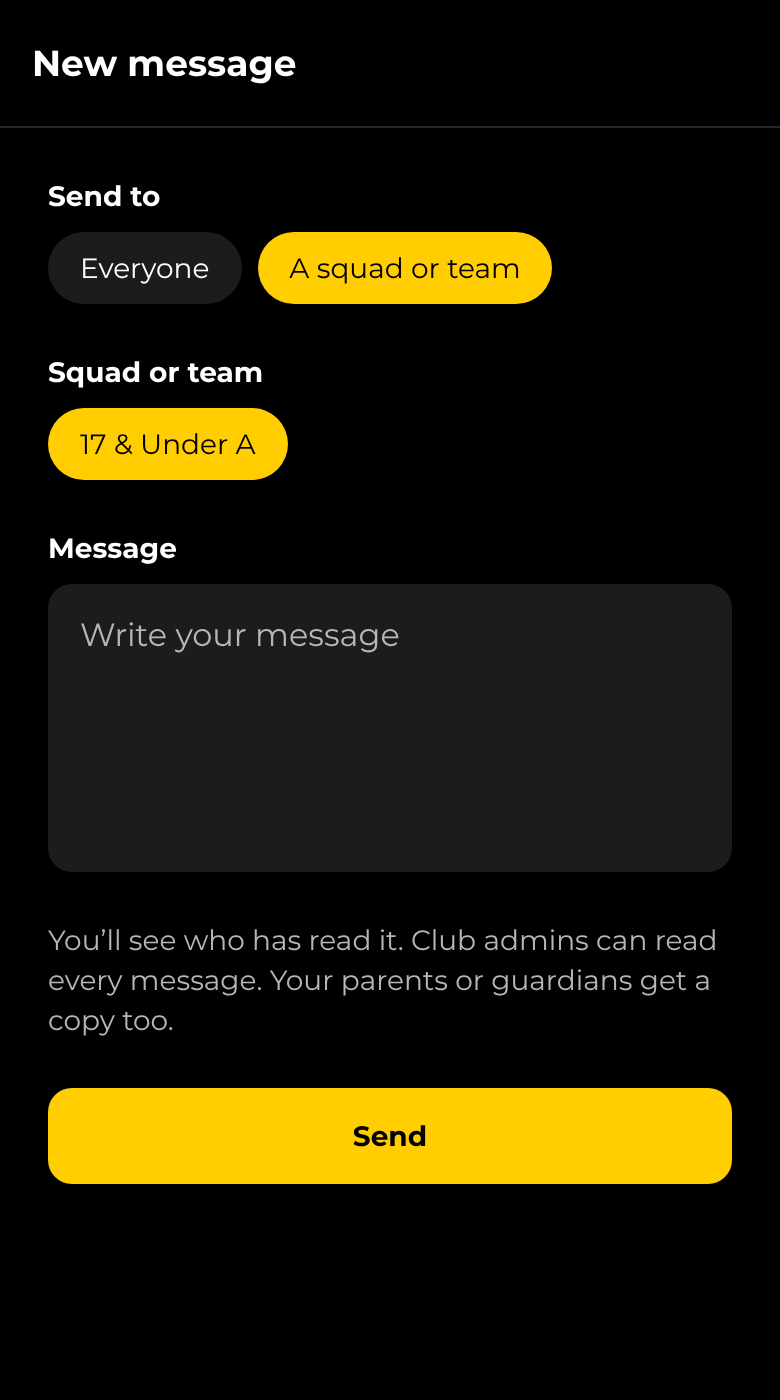 New message
Send to
Everyone
A squad or team
Squad or team
17 & Under A
Message
Write your message
You’ll see who has read it. Club admins can read
every message. Your parents or guardians get a
copy too.
Send